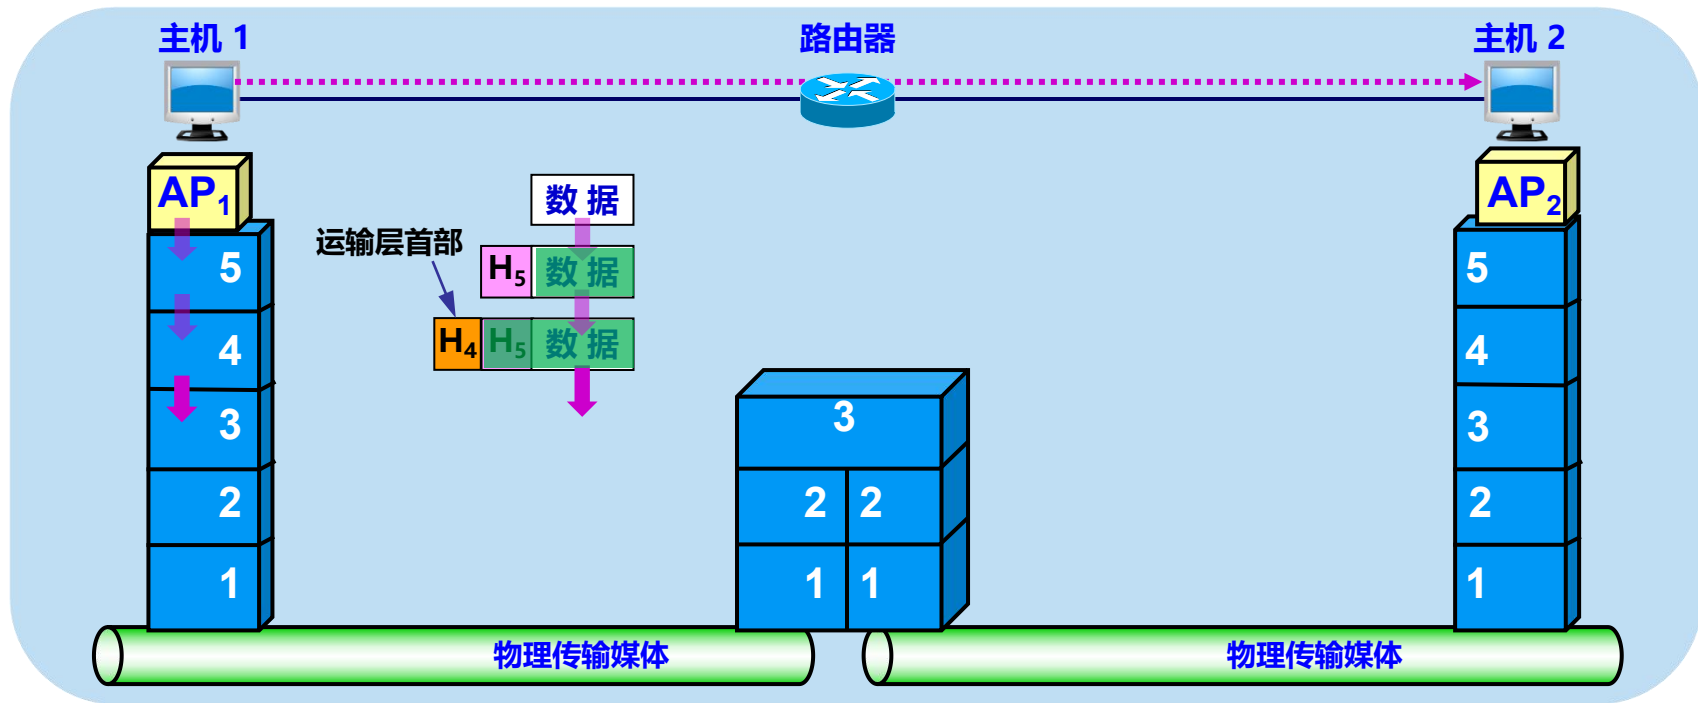 主机 1
路由器
主机 2
AP1
AP2
数 据
运输层首部
H5 数 据
H4 H5 数 据
5
4
3
2
1
3
2 2
1 1
5
4
3
2
1
物理传输媒体
物理传输媒体